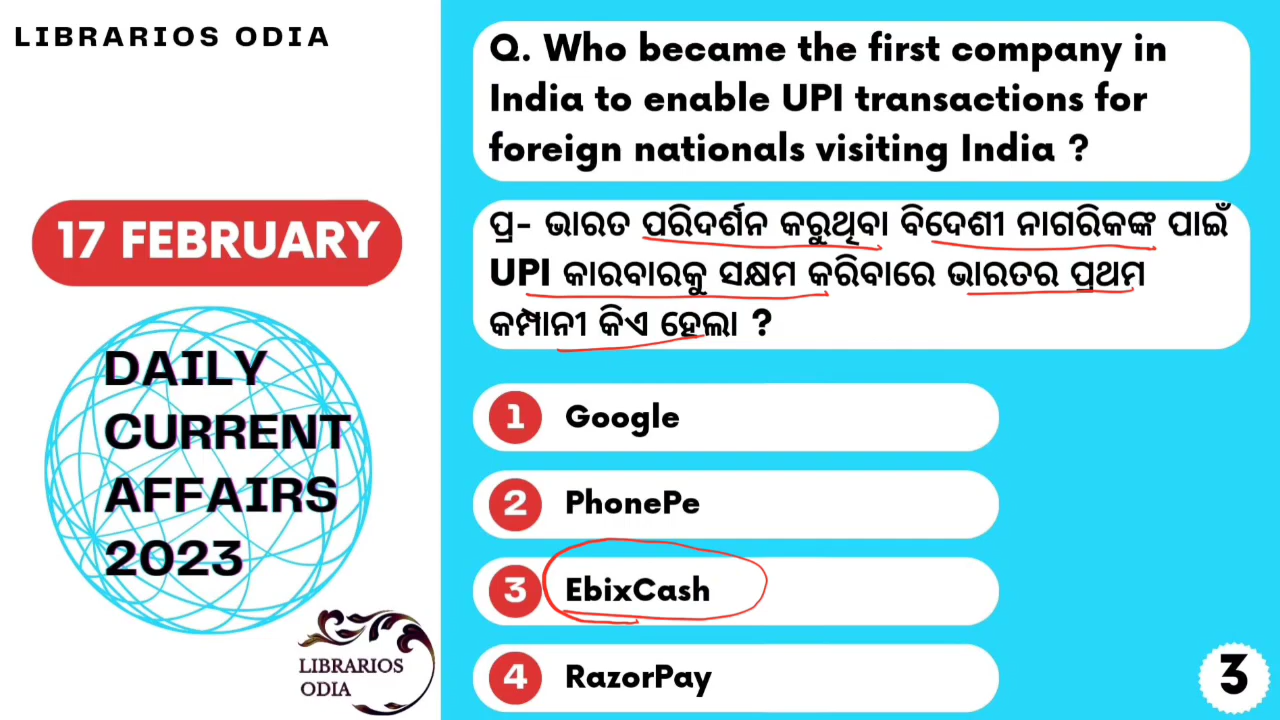 LIBRARIOS ODIA
17 FEBRUARY
DAILY
CURRENT
AFFAIRS
2023
LIBRARIOS
ODIA
Q. Who became the first company in
India to enable UPI transactions for
foreign nationals visiting India ?
ପ୍ର- ଭାରତ ପରିଦର୍ଶନ କରୁଥିବା ବିଦେଶୀ ନାଗରିକଙ୍କ ପାଇଁ
UPI କାରବାରକୁ ସକ୍ଷମ କରିବାରେ ଭାରତର ପ୍ରଥମ
କମ୍ପାନୀ କିଏ ହେଲା ?
1 Google
2 PhonePe
3 EbixCash
4 RazorPay
3